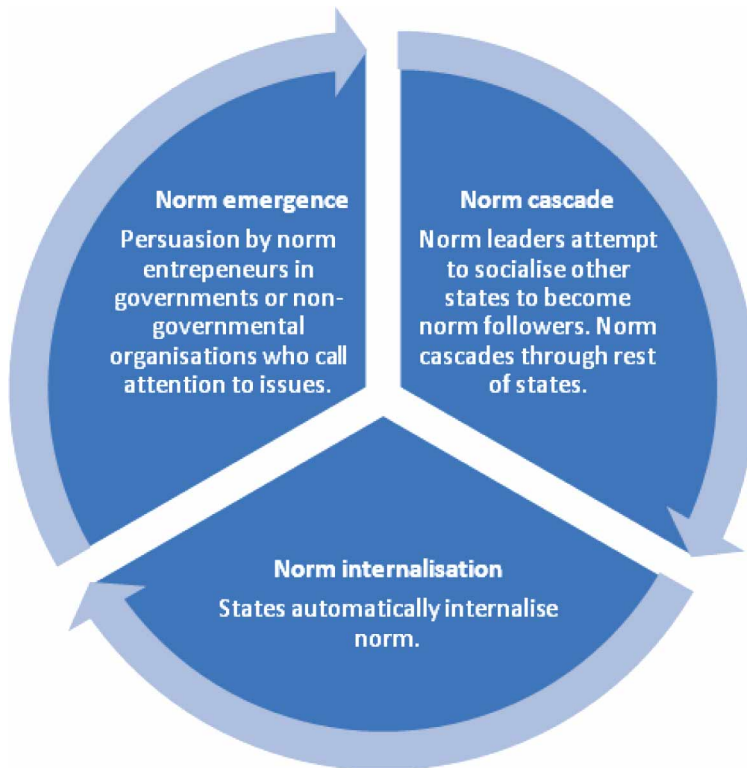 Norm emergence
Persuasion by norm
entrepeneurs in
governments or non-
governmental
organisations who call
attention to issues.
Norm cascade
Norm leaders attempt
to socialise other
states to become
norm followers. Norm
cascades through rest
of states.
Norm internalisation
States automatically internalise
norm.